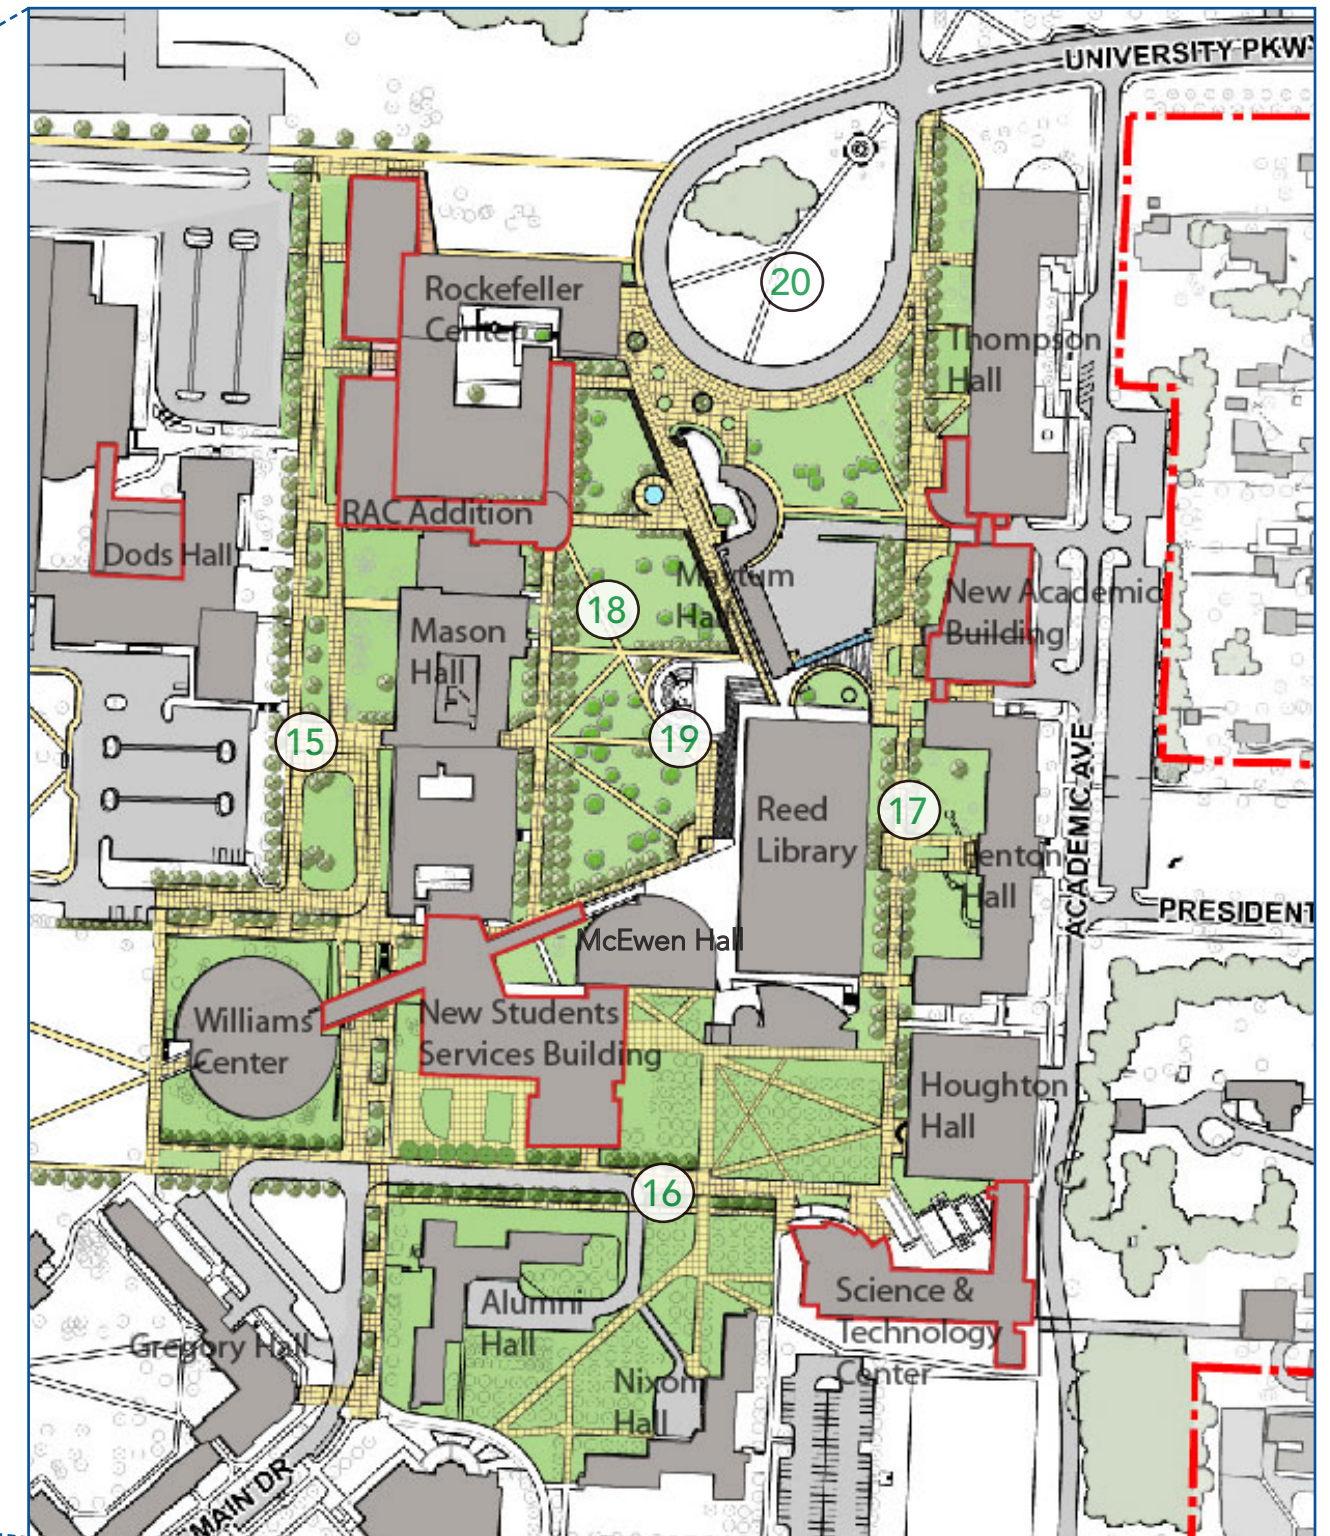 UNIVERSITY PKWY
20
Rockefeller
Center
Thompson
Hall
RAC Addition
Dods Hall
Maytum
Hall
New Academic
Building
18
Mason
Hall
15
19
17
Reed
Library
Fenton
Hall
ACADEMIC AVE
PRESIDENT
McEwen Hall
Williams
Center
New Students
Services Building
Houghton
Hall
16
Alumni
Hall
Gregory Hall
Science &
Technology
Center
Nixon
Hall
MAIN DR